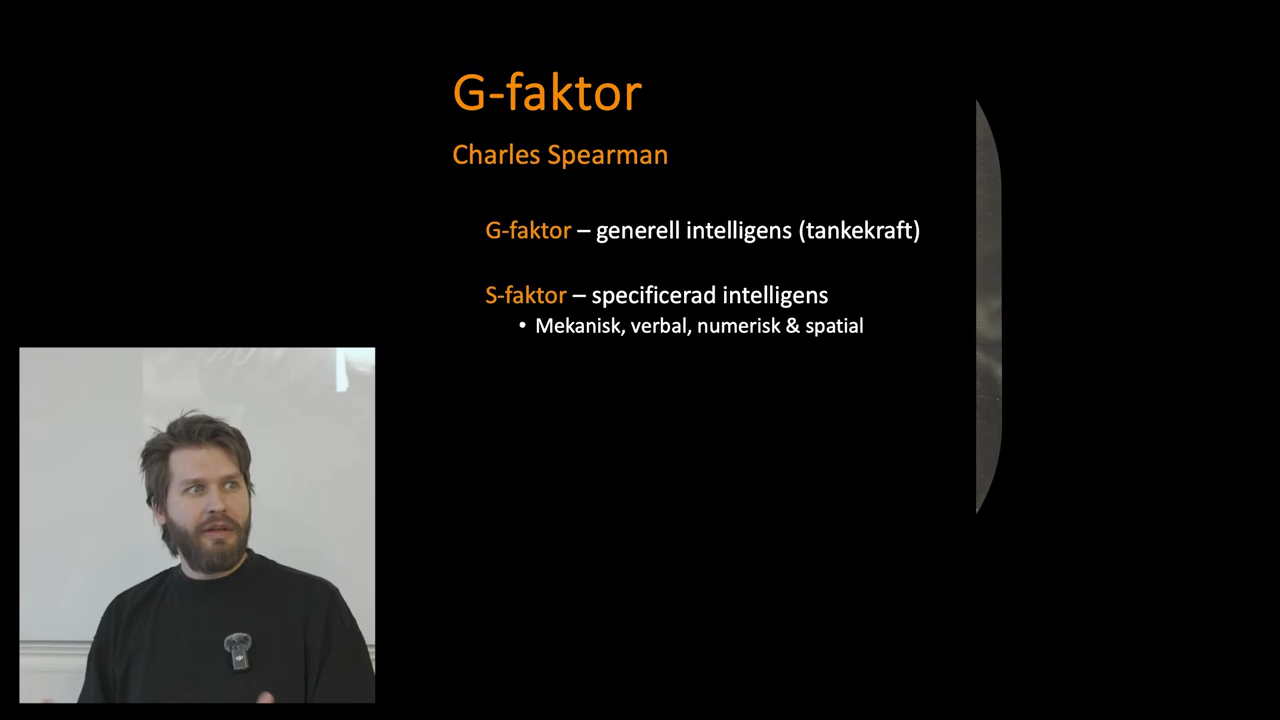 G-faktor
Charles Spearman
G-faktor – generell intelligens (tankekraft)
S-faktor – specificerad intelligens
• Mekanisk, verbal, numerisk & spatial